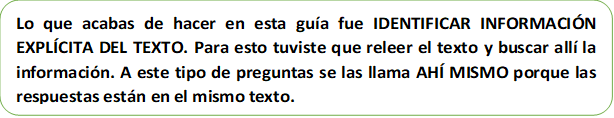 Lo que acabas de hacer en esta guía fue IDENTIFICAR INFORMACIÓN
EXPLÍCITA DEL TEXTO. Para esto tuviste que releer el texto y buscar allí la
información. A este tipo de preguntas se las llama AHÍ MISMO porque las
respuestas están en el mismo texto.